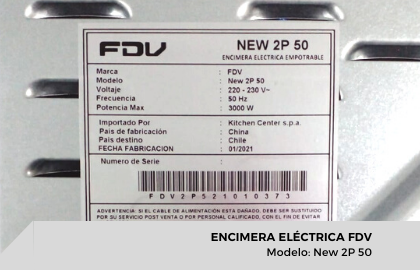 FDV NEW 2P 50
ENCIMERA ELECTRICA EMPOTRABLE
Marca : FDV
Modelo : New 2P 50
Voltaje : 220 - 230 V~
Frecuencia : 50 Hz
Potencia Max : 3000 W
Importado Por : Kitchen Center s.p.a.
Pais de fabricación : China
Pais destino : Chile
FECHA FABRICACION : 01/2021
Numero de Serie :
FDV2P521010373
ADVERTENCIA: SI EL CABLE DE ALIMENTACIÓN ESTA DAÑADO, DEBE SER SUSTITUIDO
POR SU SERVICIO POST VENTA O POR PERSONAL CALIFICADO, CON EL FIN DE EVITAR
ENCIMERA ELÉCTRICA FDV
Modelo: New 2P 50